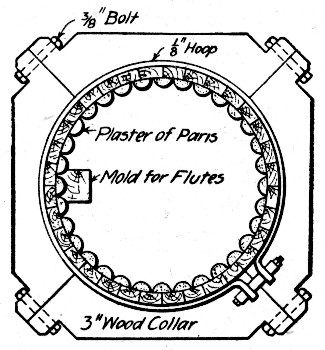 3/8" Bolt
1/8" Hoop
Plaster of Paris
Mold for Flutes
3" Wood Collar